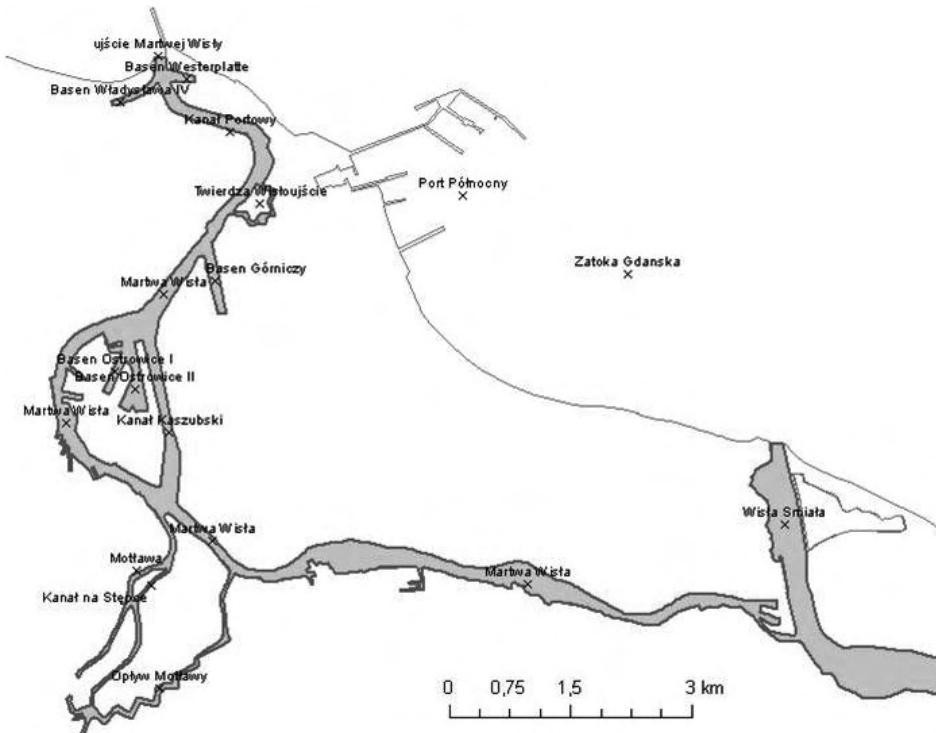 ujście Martwej Wisły
Basen Westerplatte
Basen Władysława IV
Kanał Portowy
Twierdza Wisłoujście
Port Północny
Basen Górniczy
Zatoka Gdanska
Martwa Wisła
Basen Ostrowice I
Basen Ostrowice II
Martwa Wisła
Kanał Kaszubski
Wisła Smiała
Martwa Wisła
Motława
Martwa Wisła
Kanał na Stępce
Opływ Motławy
0 0,75 1,5 3 km